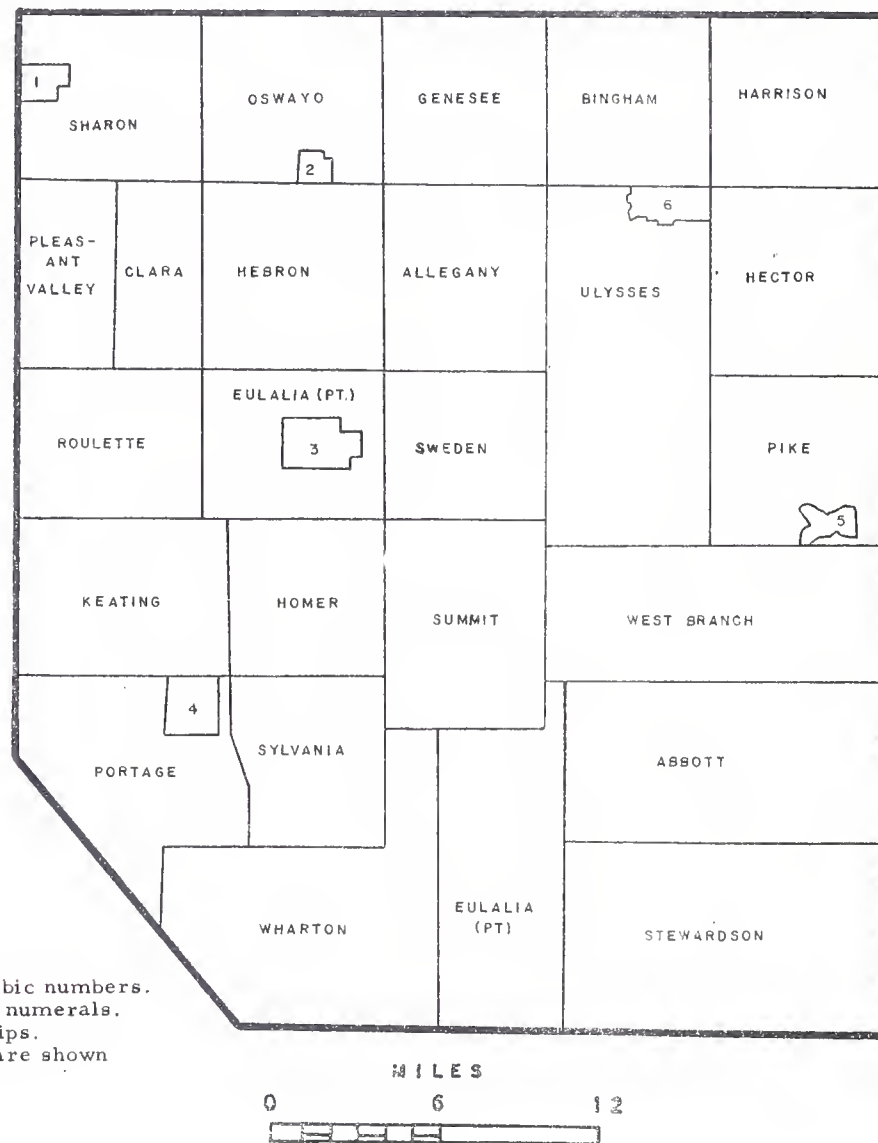 OSWAYO GENESEE BINGHAM HARRISON
1
SHARON
2
6
PLEAS-
ANT
VALLEY
CLARA HEBRON ALLEGANY ULYSSES HECTOR
EULALIA (PT.)
ROULETTE 3 SWEDEN PIKE
5
KEATING HOMER SUMMIT WEST BRANCH
4
PORTAGE SYLVANIA ABBOTT
WHARTON EULALIA
(PT) STEWARDSON
bic numbers.
numerals.
ips.
are shown
MILES
0 6 12